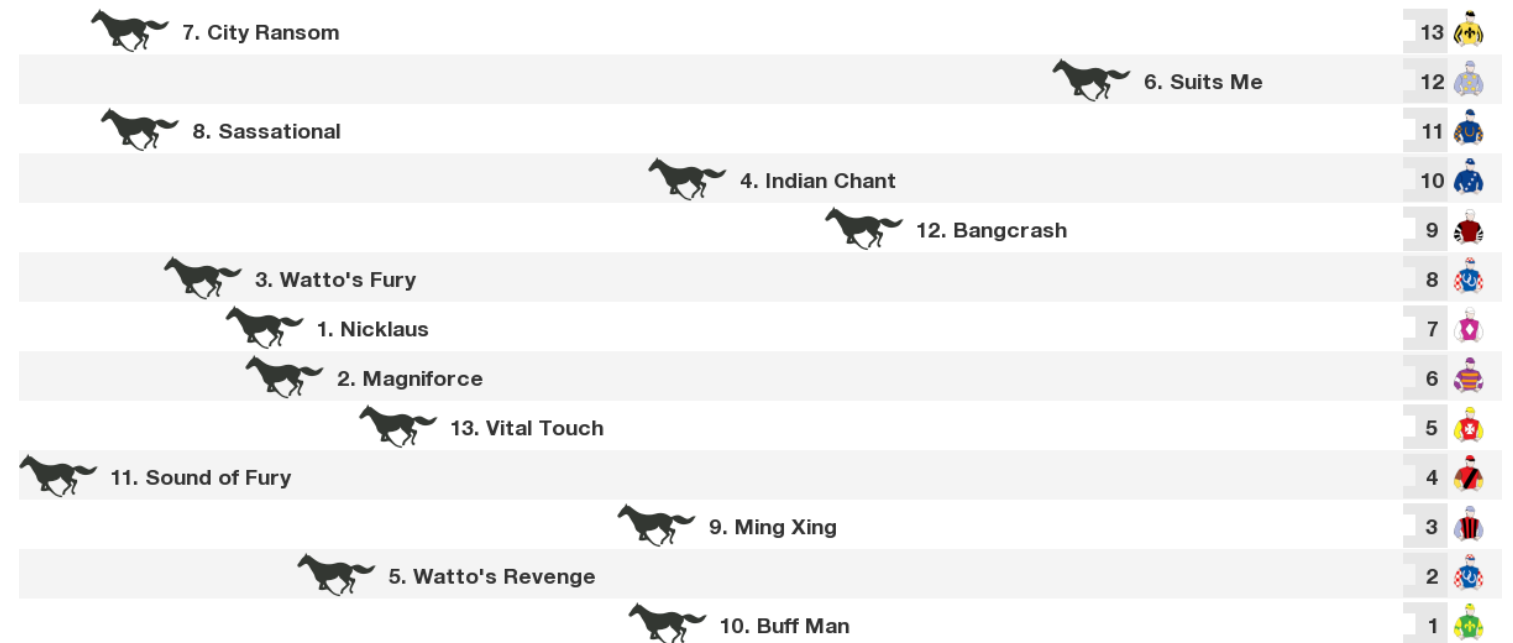 7. City Ransom 13
6. Suits Me 12
8. Sassational 11
4. Indian Chant 10
12. Bangcrash 9
3. Watto's Fury 8
1. Nicklaus 7
2. Magniforce 6
13. Vital Touch 5
11. Sound of Fury 4
9. Ming Xing 3
5. Watto's Revenge 2
10. Buff Man 1